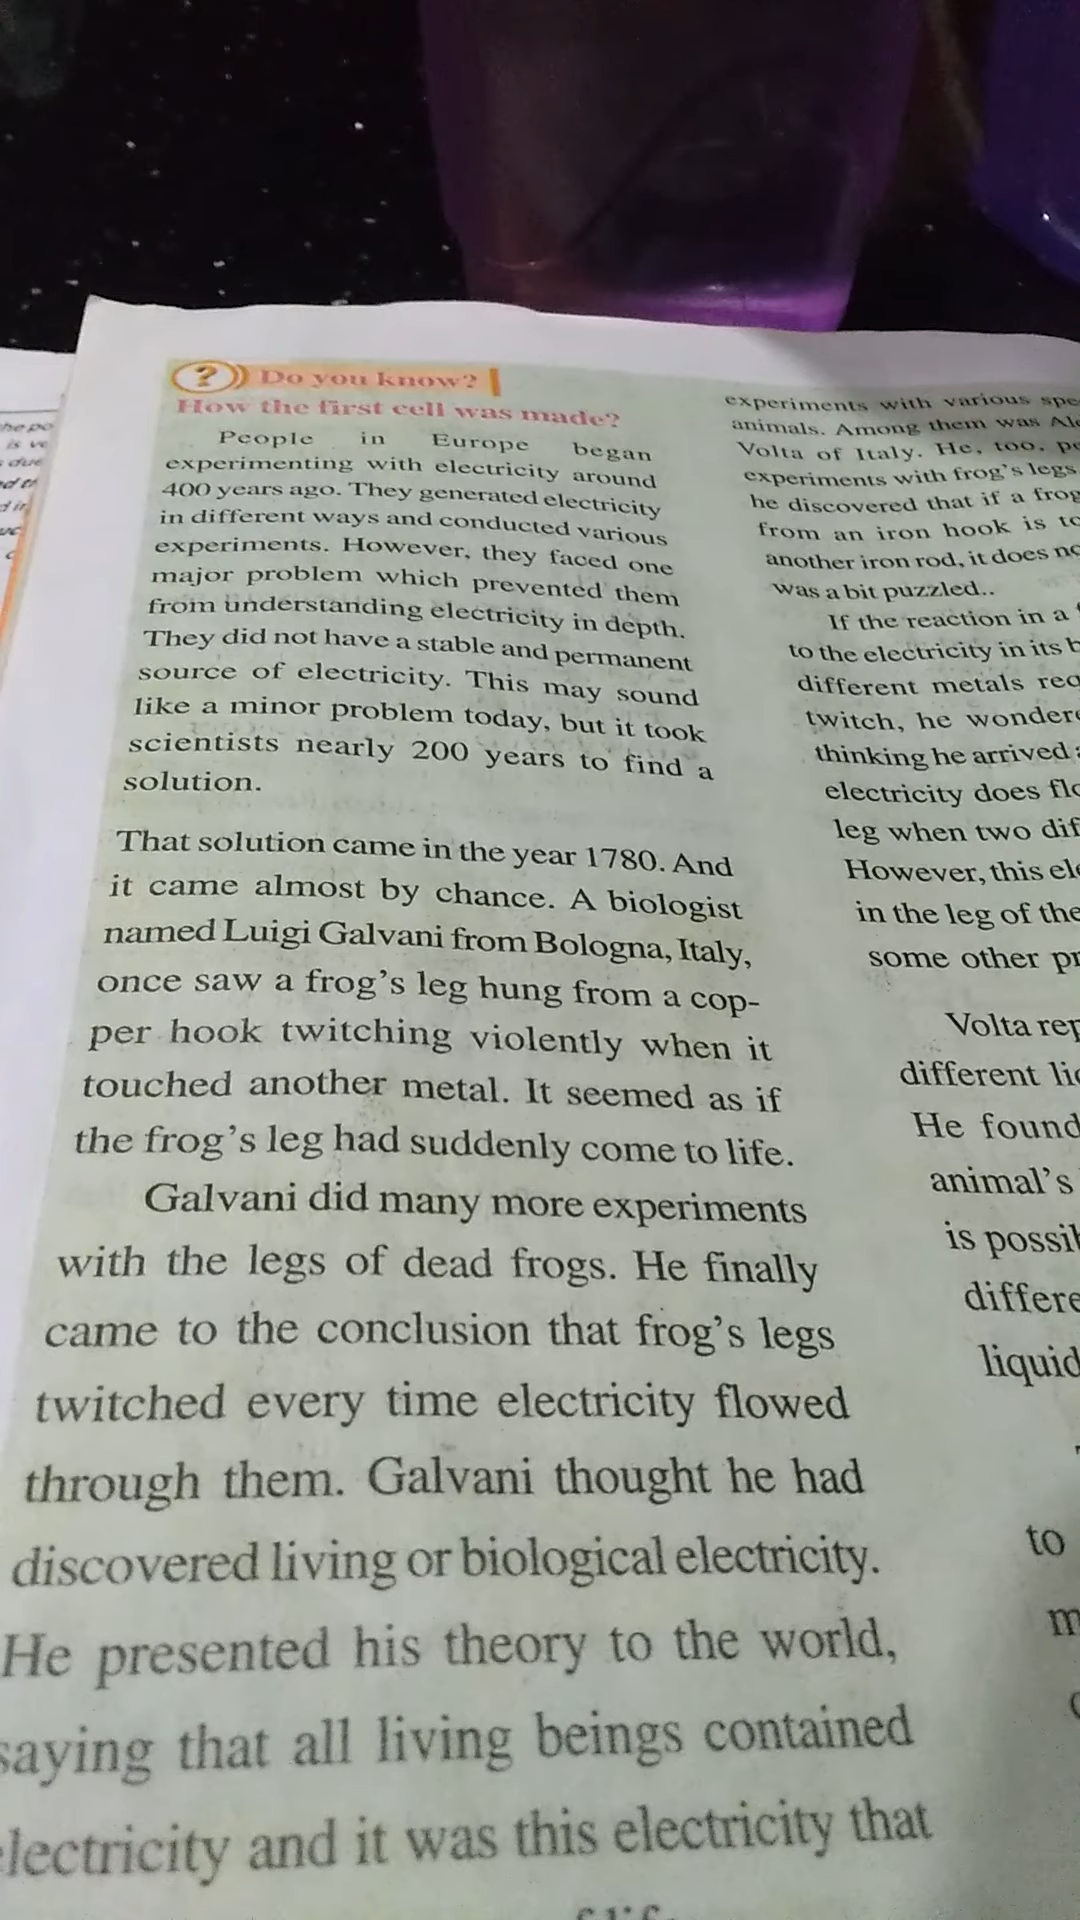 Do you know?
How the first cell was made?
People in Europe began
experimenting with electricity around
400 years ago. They generated electricity
in different ways and conducted various
experiments. However, they faced one
major problem which prevented them
from understanding electricity in depth.
They did not have a stable and permanent
source of electricity. This may sound
like a minor problem today, but it took
scientists nearly 200 years to find a
solution.
That solution came in the year 1780. And
it came almost by chance. A biologist
named Luigi Galvani from Bologna, Italy,
once saw a frog's leg hung from a cop-
per hook twitching violently when it
touched another metal. It seemed as if
the frog's leg had suddenly come to life.
Galvani did many more experiments
with the legs of dead frogs. He finally
came to the conclusion that frog's legs
twitched every time electricity flowed
through them. Galvani thought he had
discovered living or biological electricity.
He presented his theory to the world,
saying that all living beings contained
lectricity and it was this electricity that
experiments with various spe
animals. Among them was Ale
Volta of Italy. He, too, pe
experiments with frog's legs
he discovered that if a frog
from an iron hook is to
another iron rod, it does no
was a bit puzzled..
If the reaction in a
to the electricity in its b
different metals rea
twitch, he wondere
thinking he arrived
electricity does flo
leg when two dif
However, this ele
in the leg of the
some other pr
Volta rep
different li
He found
animal's
is possib
differe
liquid
to